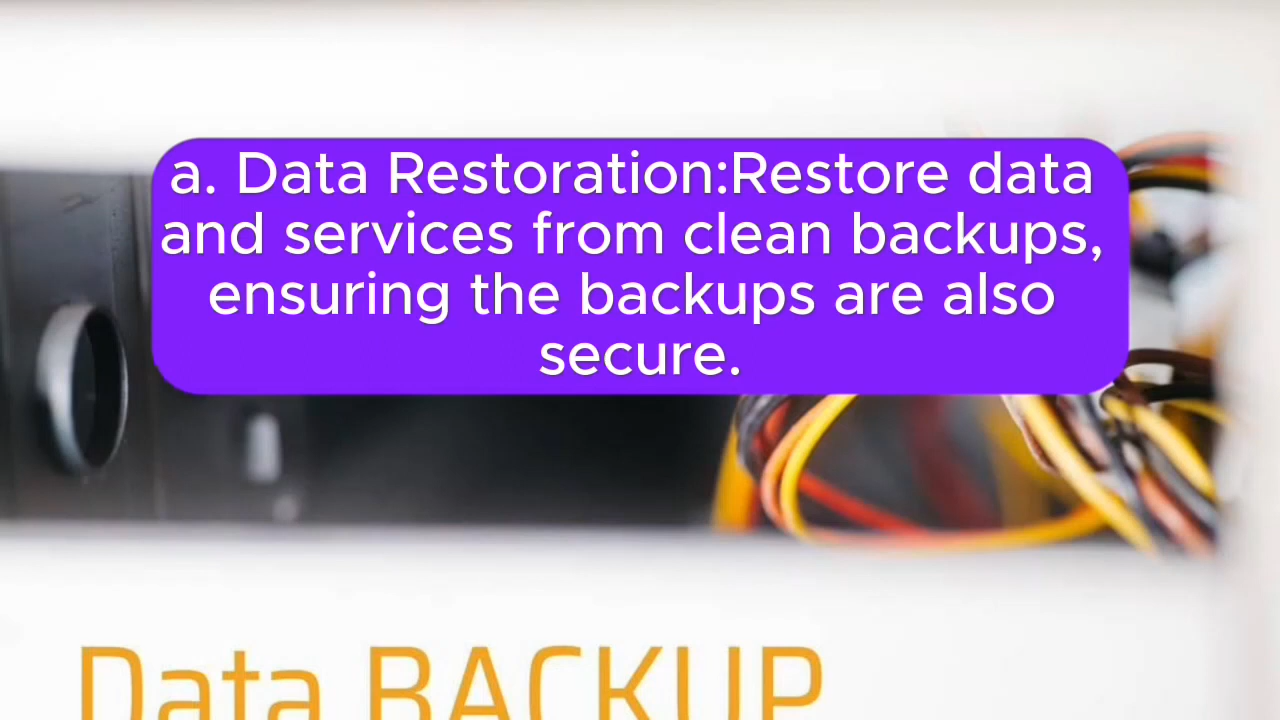 a. Data Restoration:Restore data
and services from clean backups,
ensuring the backups are also
secure.
Data BACKUP